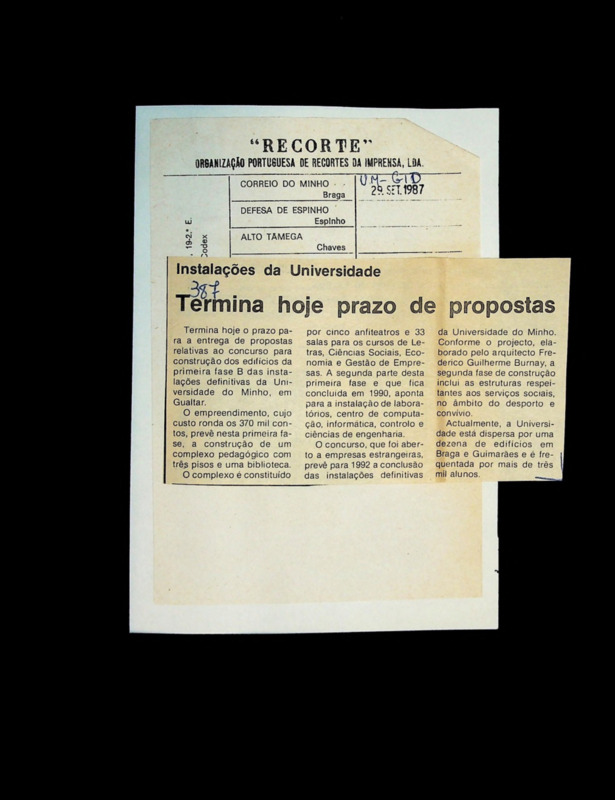 "RECORTE"
ORGANIZAÇÃO PORTUGUESA DE RECORTES DA IMPRENSA, LDA.
CORREIO DO MINHO
Braga
UM-GID
29. SET. 1987
DEFESA DE ESPINHO
Espinho
ALTO TÂMEGA
Chaves
19-2.º E.
Codex
Instalações da Universidade
387
Termina hoje prazo de propostas
Termina hoje o prazo pa-
ra a entrega de propostas
relativas ao concurso para
construção dos edifícios da
primeira fase B das insta-
lações definitivas da Uni-
versidade do Minho, em
Gualtar.
O empreendimento, cujo
custo ronda os 370 mil con-
tos, prevê nesta primeira fa-
se, a construção de um
complexo pedagógico com
três pisos e uma biblioteca.
O complexo é constituído
por cinco anfiteatros e 33
salas para os cursos de Le-
tras, Ciências Sociais, Eco-
nomia e Gestão de Empre-
sas. A segunda parte desta
primeira fase e que fica
concluída em 1990, aponta
para a instalação de labora-
tórios, centro de computa-
ção, informática, controlo e
ciências de engenharia.
O concurso, que foi aber-
to a empresas estrangeiras,
prevê para 1992 a conclusão
das instalações definitivas
da Universidade do Minho.
Conforme o projecto, ela-
borado pelo arquitecto Fre-
derico Guilherme Burnay, a
segunda fase de construção
inclui as estruturas respei-
tantes aos serviços sociais,
no âmbito do desporto e
convívio.
Actualmente, a Universi-
dade está dispersa por uma
dezena de edifícios em
Braga e Guimarães e é fre-
quentada por mais de três
mil alunos.